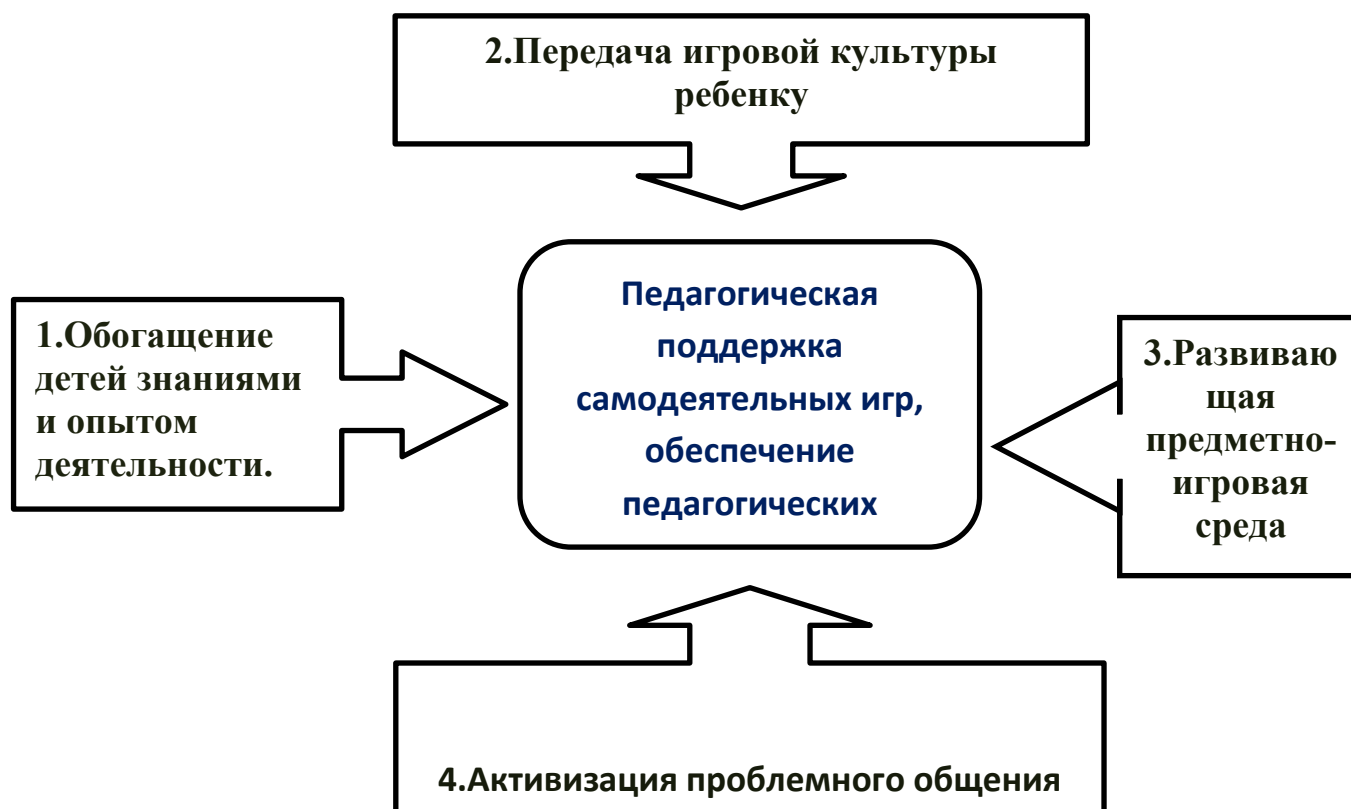 2.Передача игровой культуры
ребенку
1.Обогащение
детей знаниями
и опытом
деятельности.
Педагогическая
поддержка
самодеятельных игр,
обеспечение
педагогических
3.Развиваю
щая
предметно-
игровая
среда
4.Активизация проблемного общения